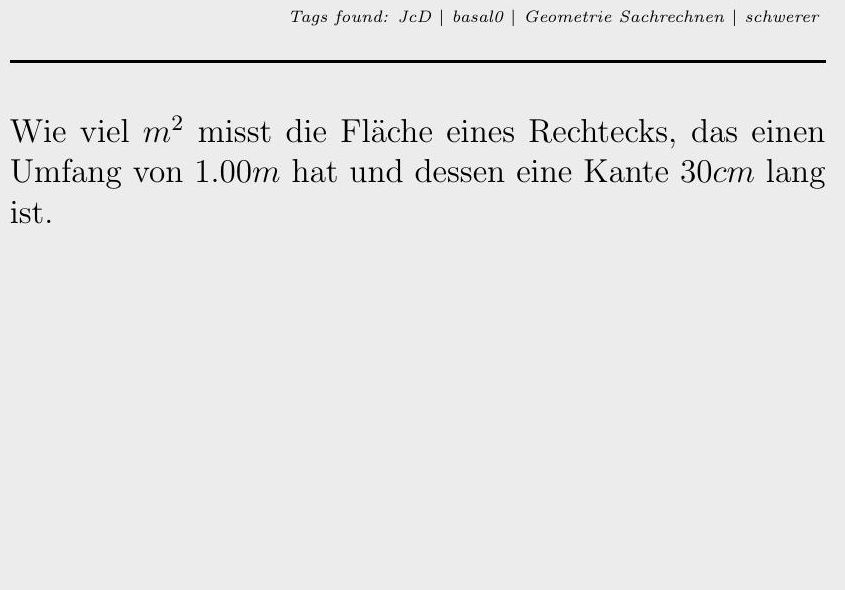 Tags found: JcD | basal0 | Geometrie Sachrechnen | schwerer
Wie viel m² misst die Fläche eines Rechtecks, das einen
Umfang von 1.00m hat und dessen eine Kante 30cm lang
ist.